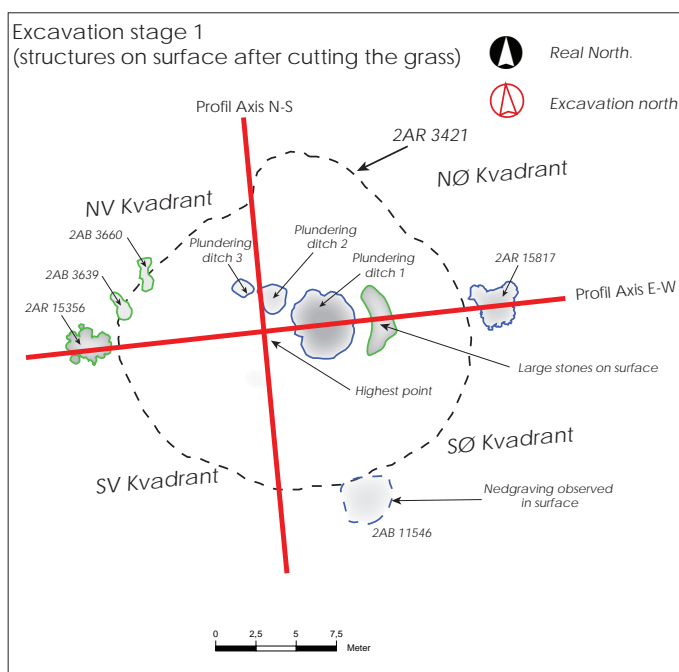 Excavation stage 1
(structures on surface after cutting the grass)
Real North.
Excavation north
Profil Axis N-S
2AR 3421
NØ Kvadrant
NV Kvadrant
2AB 3660
Plundering
ditch 3
Plundering
ditch 2
Plundering
ditch 1
2AB 3639
2AR 15817
2AR 15356
Profil Axis E-W
Large stones on surface
Highest point
SØ Kvadrant
SV Kvadrant
Nedgraving observed
in surface
2AB 11546
0 2,5 5 7,5
Meter